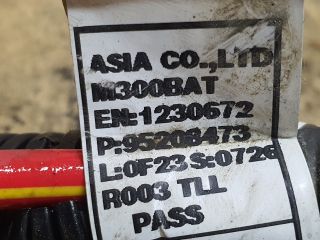 ASIA CO.,LTD
M300BAT
EN:1230672
P:95208473
L:0F23 S:0726
R003 TLL
PASS